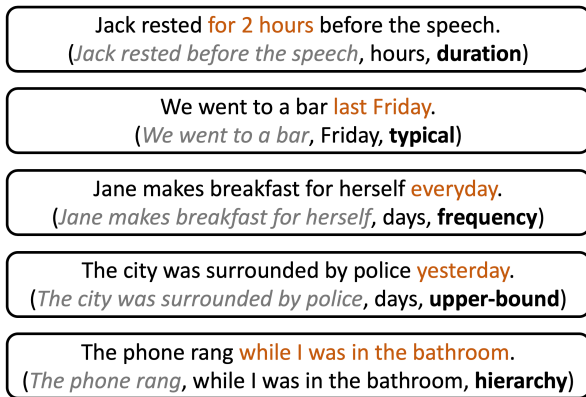 Jack rested for 2 hours before the speech.
(Jack rested before the speech, hours, duration)
We went to a bar last Friday.
(We went to a bar, Friday, typical)
Jane makes breakfast for herself everyday.
(Jane makes breakfast for herself, days, frequency)
The city was surrounded by police yesterday.
(The city was surrounded by police, days, upper-bound)
The phone rang while I was in the bathroom.
(The phone rang, while I was in the bathroom, hierarchy)